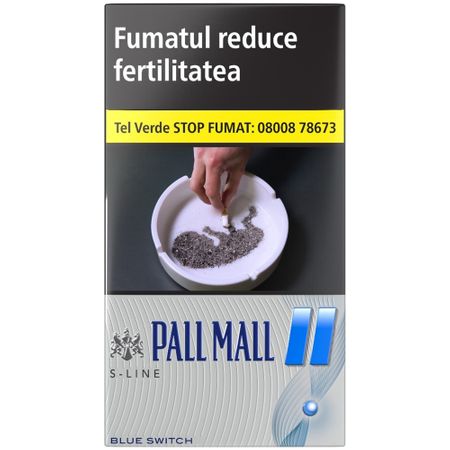 Fumatul reduce
fertilitatea
Tel Verde STOP FUMAT: 08008 78673
PALL MALL
S-LINE
BLUE SWITCH